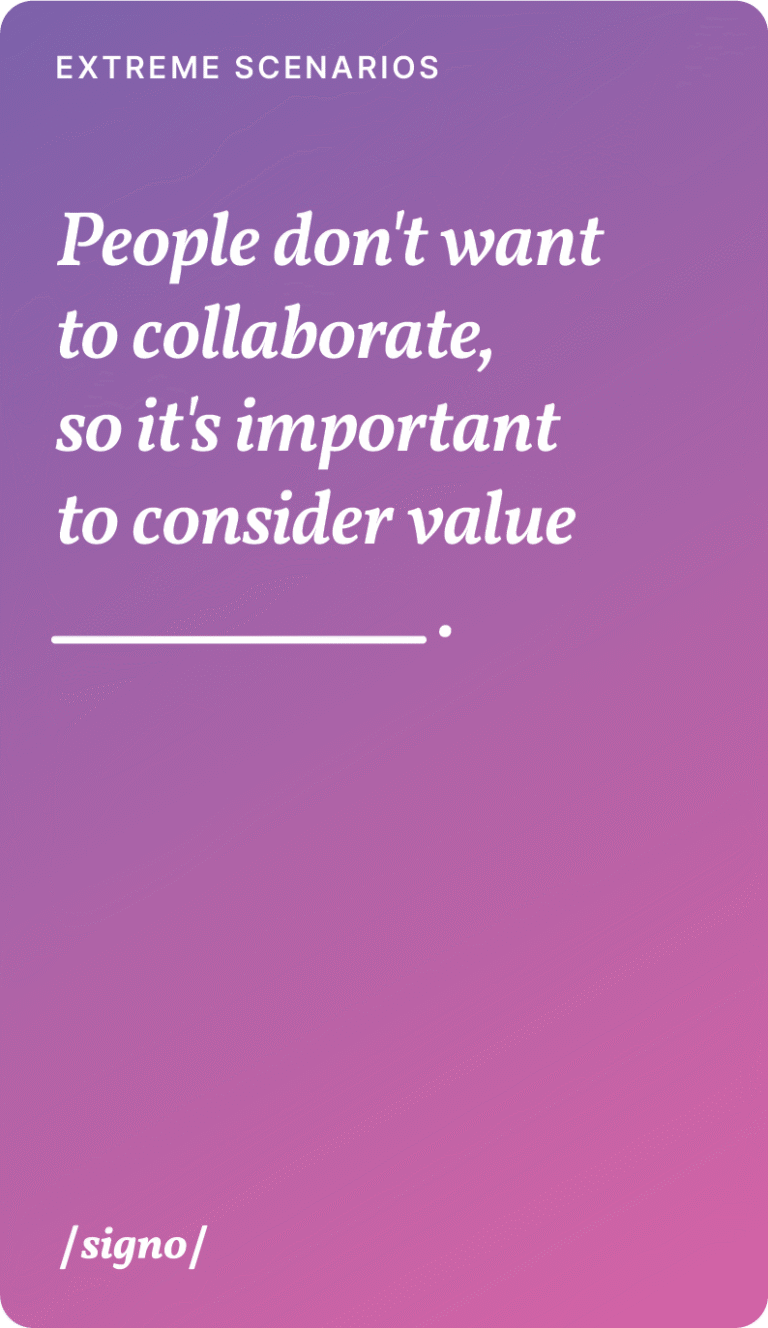 EXTREME SCENARIOS
People don't want
to collaborate,
so it's important
to consider value
__________.
/signo/